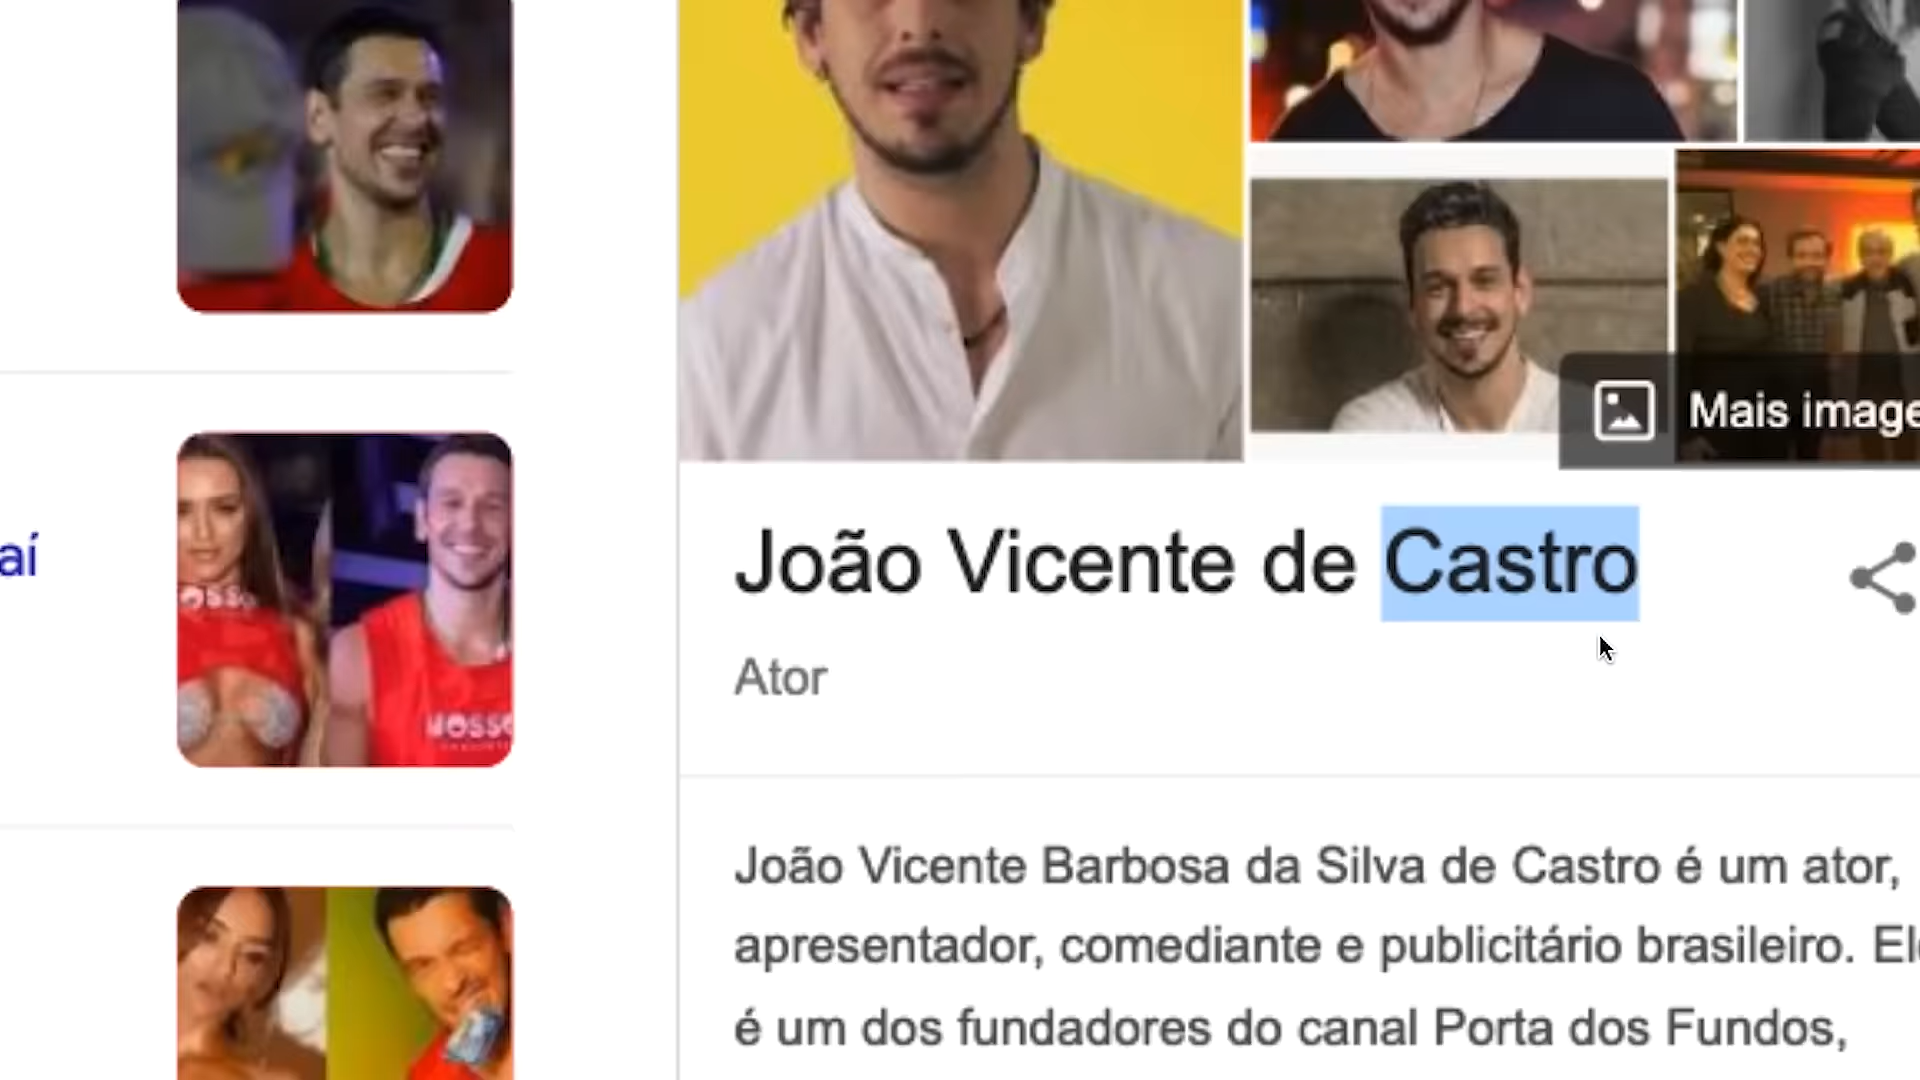 Mais image
João Vicente de Castro
Ator
aí
João Vicente Barbosa da Silva de Castro é um ator,
apresentador, comediante e publicitário brasileiro. El
é um dos fundadores do canal Porta dos Fundos,